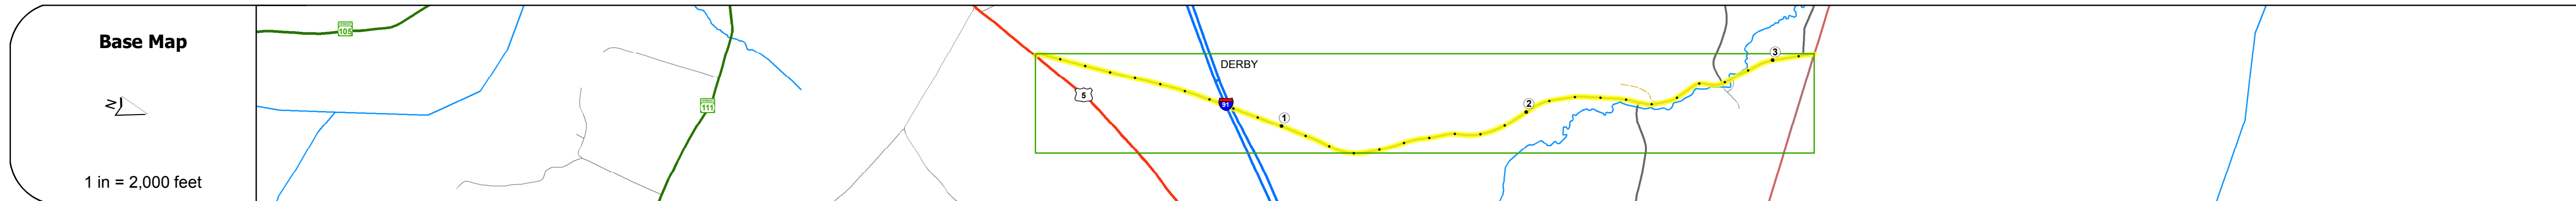 Base Map
N
1 in = 2,000 feet
105
111
5
91
DERBY
1
2
3